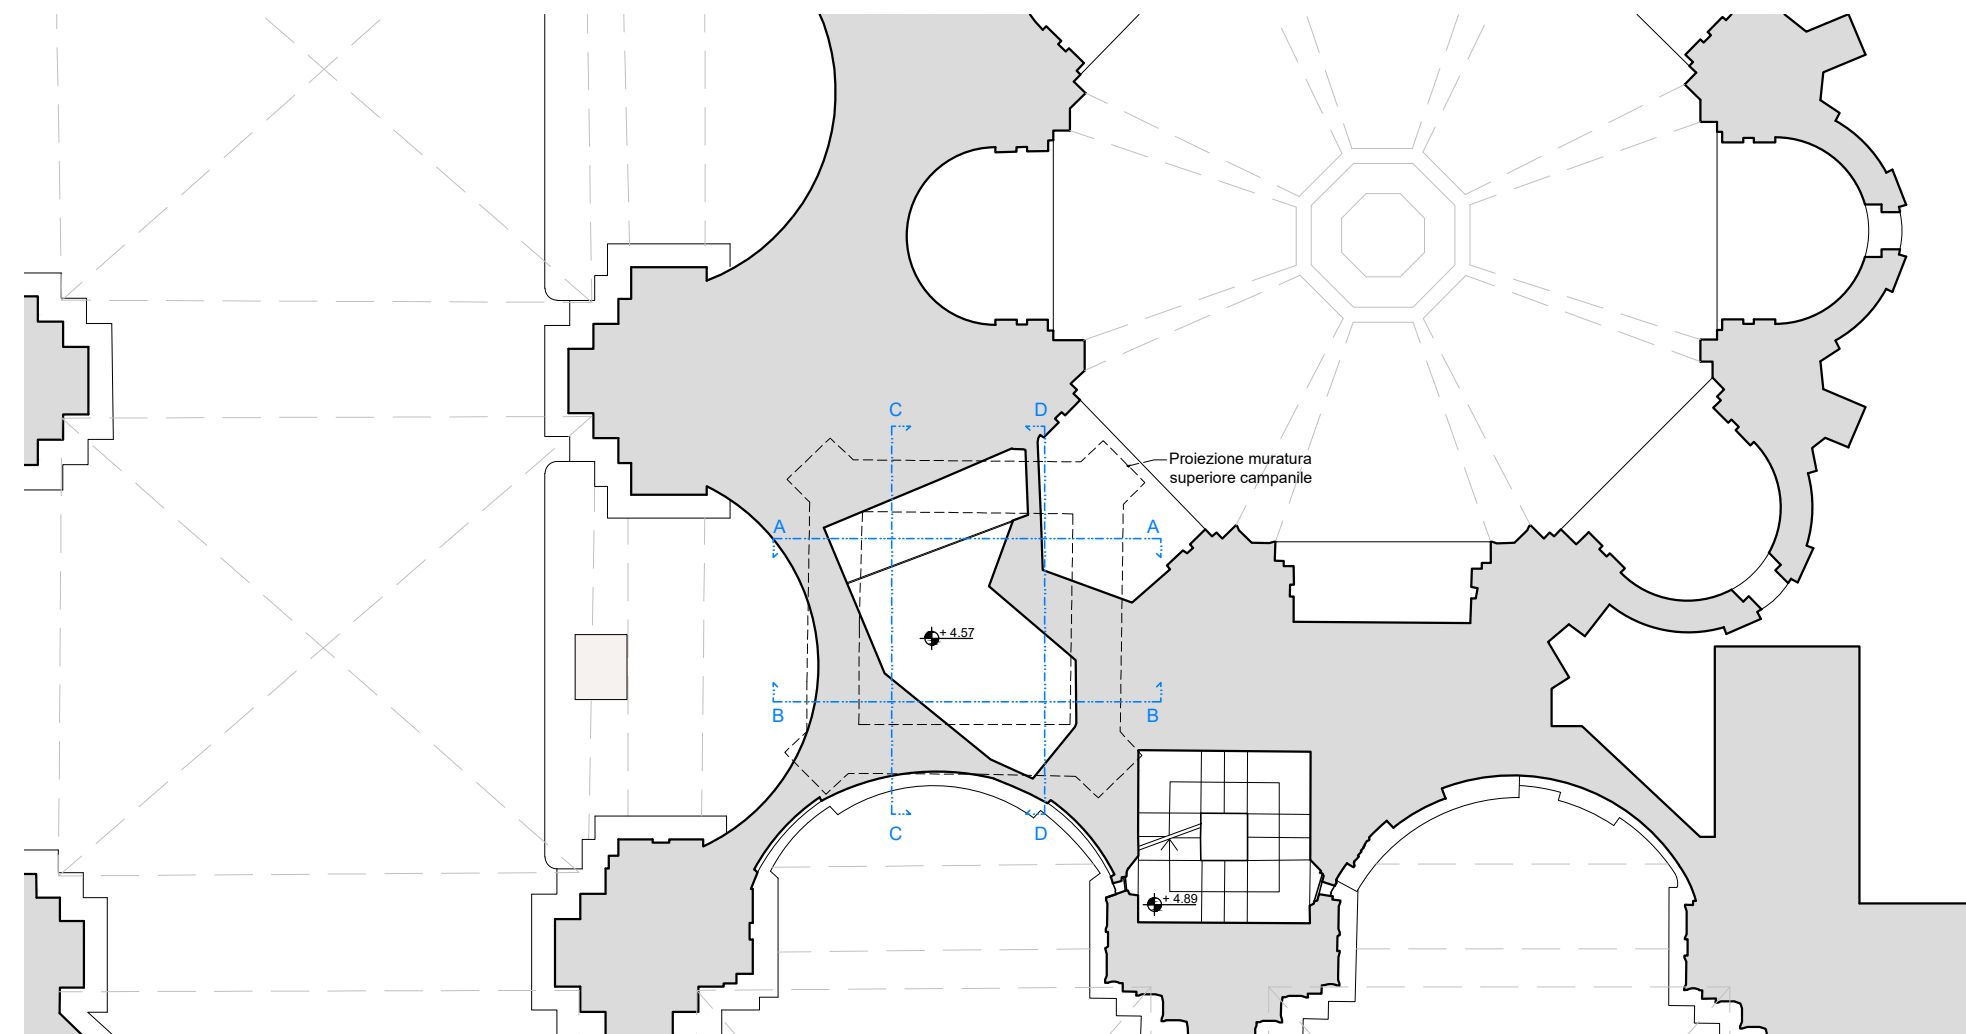 C
D
Proiezione muratura
superiore campanile
A
A
+ 4.57
B
B
C
D
+ 4.89